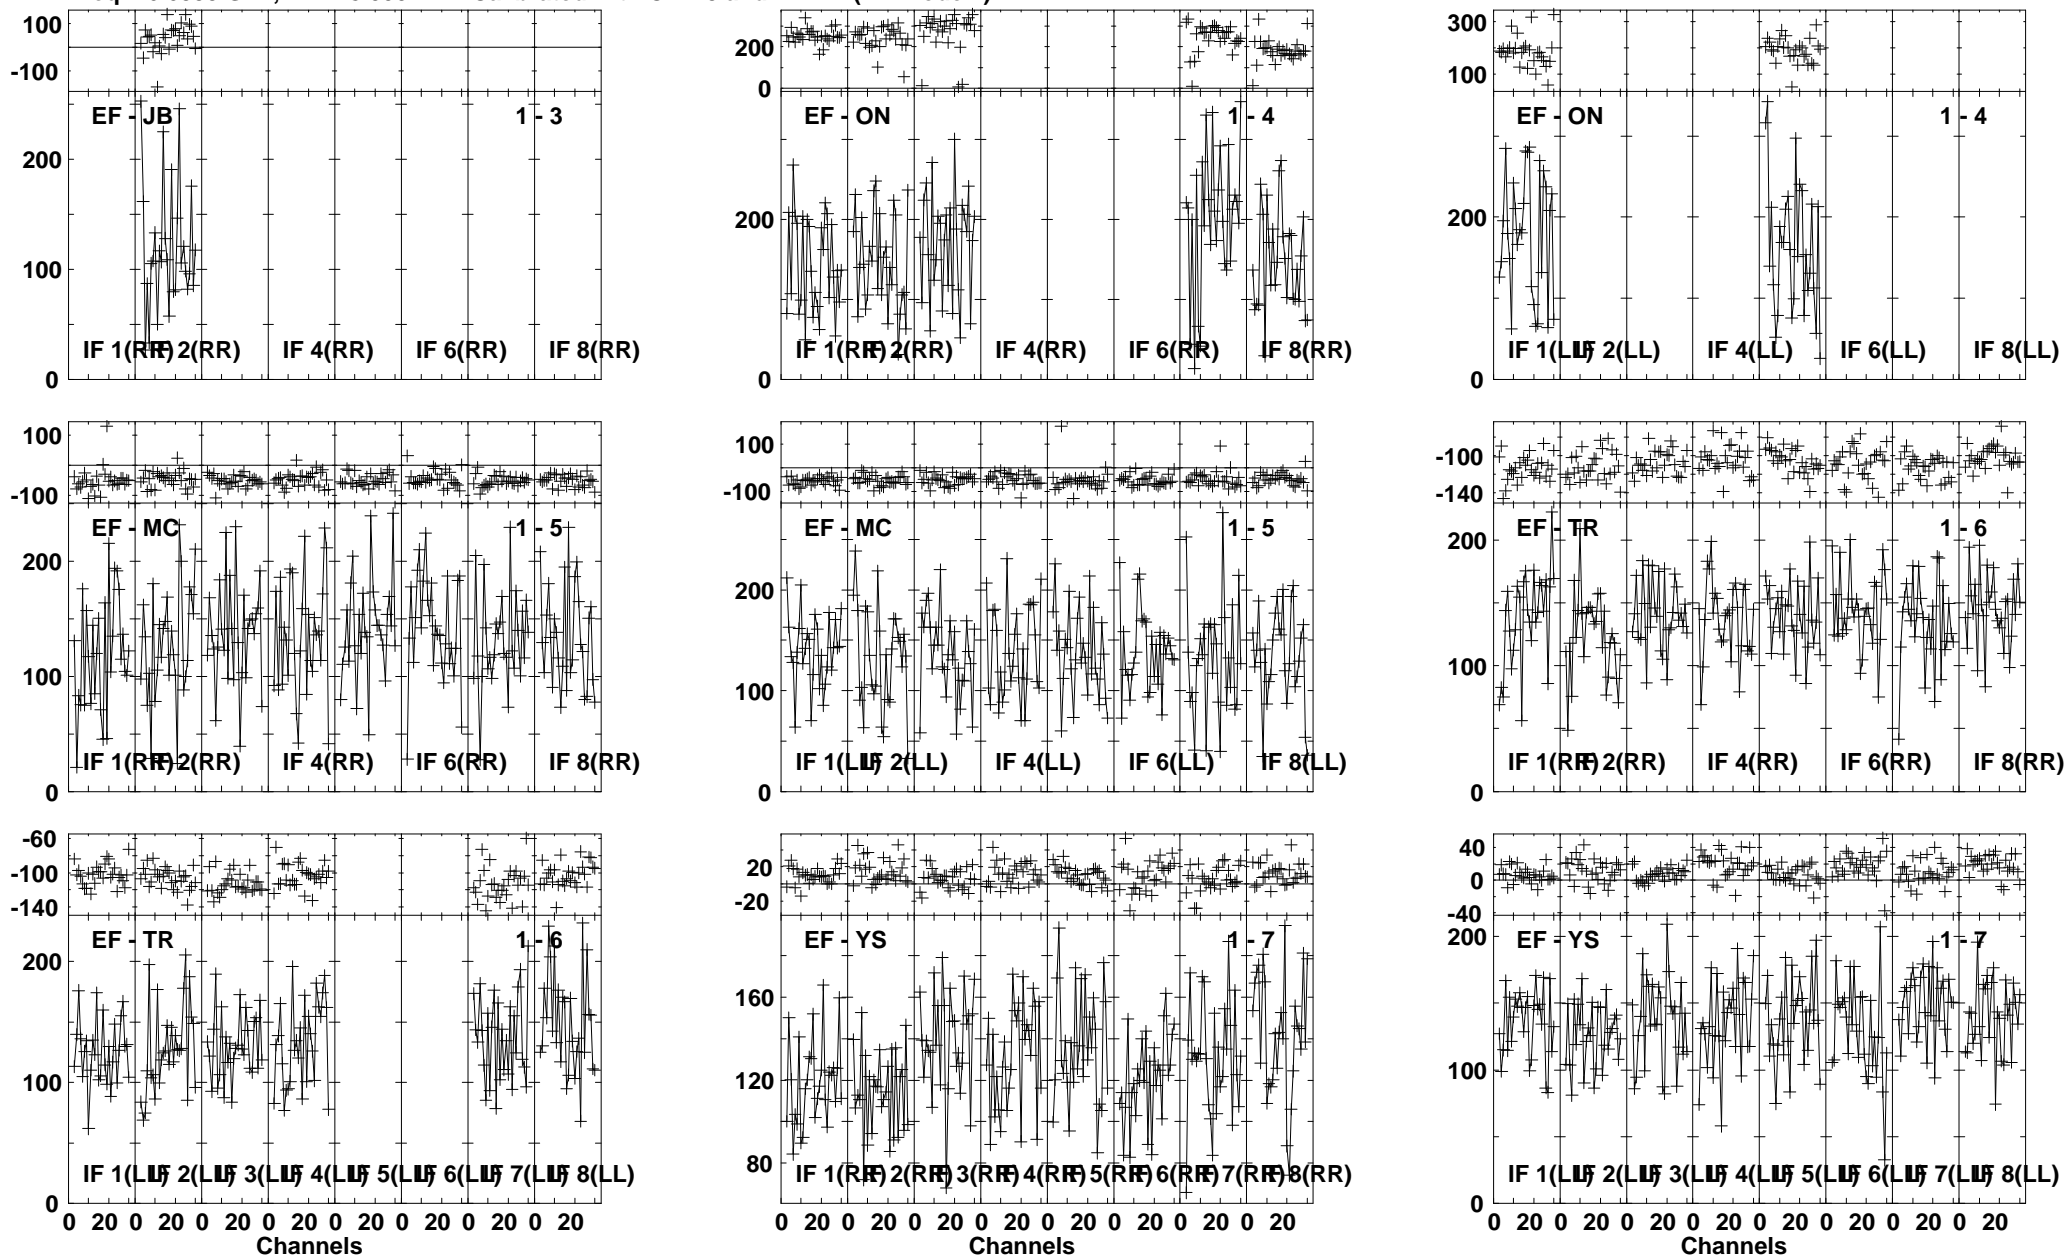 100
-100
EF - JB 1 - 3
200
100
0
IF 1(RR) IF 2(RR) IF 4(RR) IF 6(RR) IF 8(RR)
200
0
EF - ON 1 - 4
200
0
IF 1(RR) IF 2(RR) IF 4(RR) IF 6(RR) IF 8(RR)
300
100
EF - ON 1 - 4
200
0
IF 1(LL) IF 2(LL) IF 4(LL) IF 6(LL) IF 8(LL)
100
-100
EF - MC 1 - 5
200
100
0
IF 1(RR) IF 2(RR) IF 4(RR) IF 6(RR) IF 8(RR)
100
-100
EF - MC 1 - 5
200
100
0
IF 1(LL) IF 2(LL) IF 4(LL) IF 6(LL) IF 8(LL)
-100
-140
EF - TR 1 - 6
200
100
0
IF 1(RR) IF 2(RR) IF 4(RR) IF 6(RR) IF 8(RR)
-60
-100
-140
EF - TR 1 - 6
200
100
0
IF 1(LL) IF 2(LL) IF 3(LL) IF 4(LL) IF 5(LL) IF 6(LL) IF 7(LL) IF 8(LL)
0 20 0 20 0 20 0 20 0 20 0 20 0 20 0 20
Channels
20
-20
EF - YS 1 - 7
160
120
80
IF 1(RR) IF 2(RR) IF 3(RR) IF 4(RR) IF 5(RR) IF 6(RR) IF 7(RR) IF 8(RR)
0 20 0 20 0 20 0 20 0 20 0 20 0 20 0 20
Channels
40
0
-40
EF - YS 1 - 7
200
100
0
IF 1(LL) IF 2(LL) IF 3(LL) IF 4(LL) IF 5(LL) IF 6(LL) IF 7(LL) IF 8(LL)
0 20 0 20 0 20 0 20 0 20 0 20 0 20 0 20
Channels